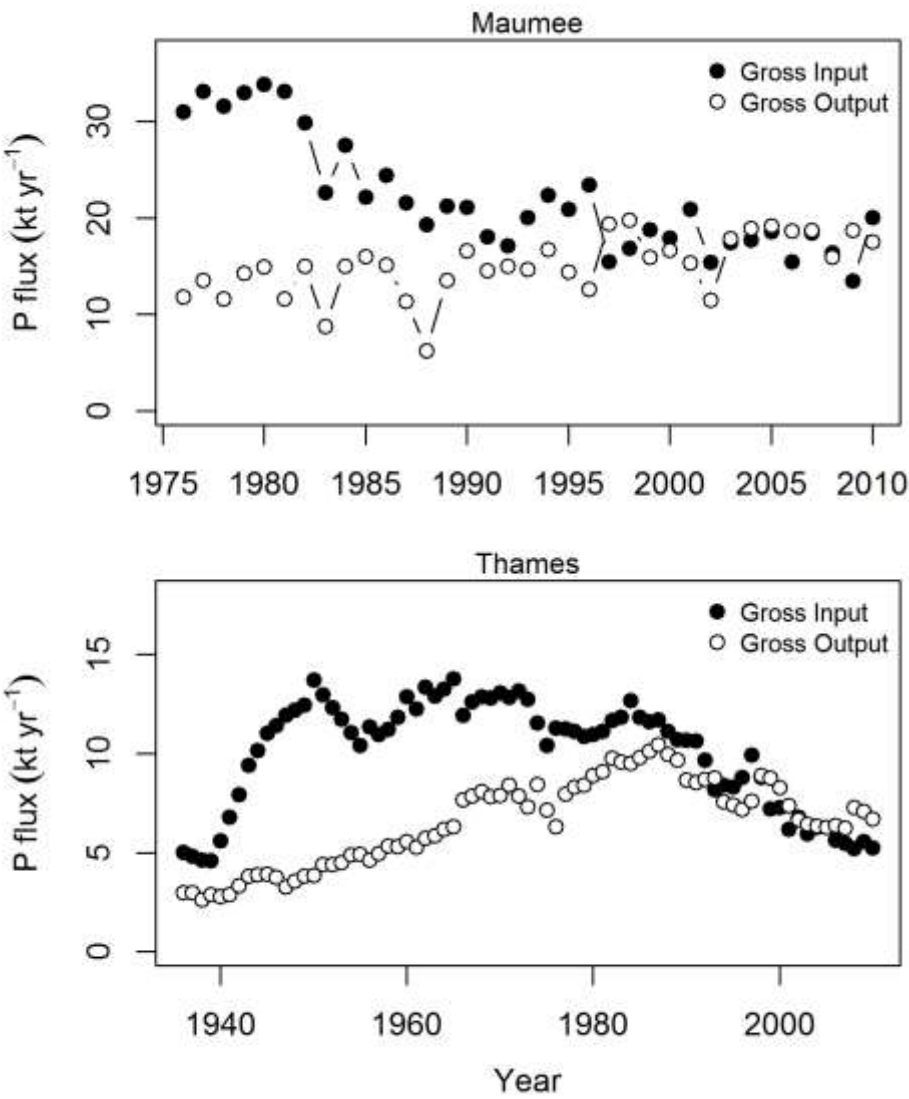 Maumee
Gross Input
Gross Output
P flux (kt yr⁻¹)
30
20
10
0
1975 1980 1985 1990 1995 2000 2005 2010
Thames
Gross Input
Gross Output
P flux (kt yr⁻¹)
15
10
5
0
1940 1960 1980 2000
Year